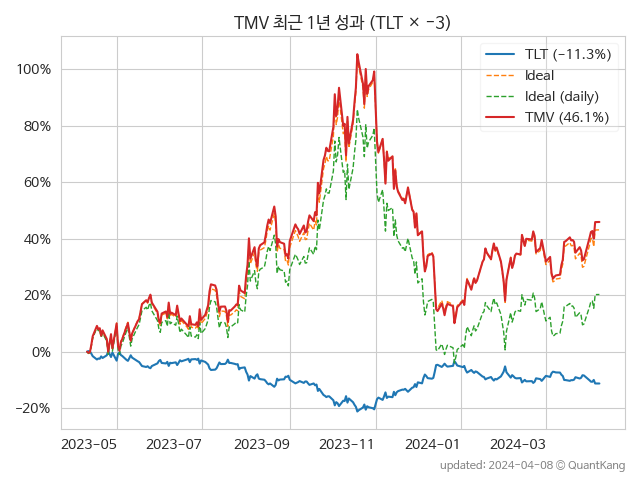 TMV 최근 1년 성과 (TLT × −3)
TLT (−11.3%)
Ideal
Ideal (daily)
TMV (46.1%)
100%
80%
60%
40%
20%
0%
−20%
2023-05
2023-07
2023-09
2023-11
2024-01
2024-03
updated: 2024-04-08 © QuantKang